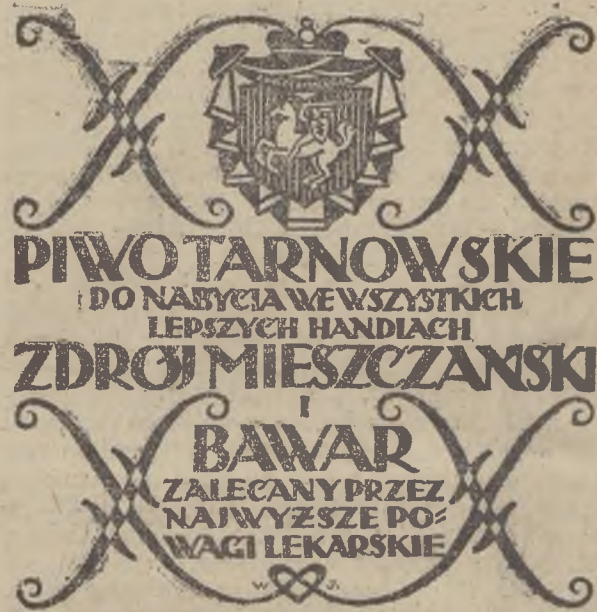 PIWO TARNOWSKIE
DO NABYCIA WE WSZYSTKICH
LEPSZYCH HANDLACH
ZDRÓJ MIESZCZAŃSKI
I
BAWAR
ZALECANY PRZEZ
NAJWYŻSZE PO=
WAGI LEKARSKIE
W J.